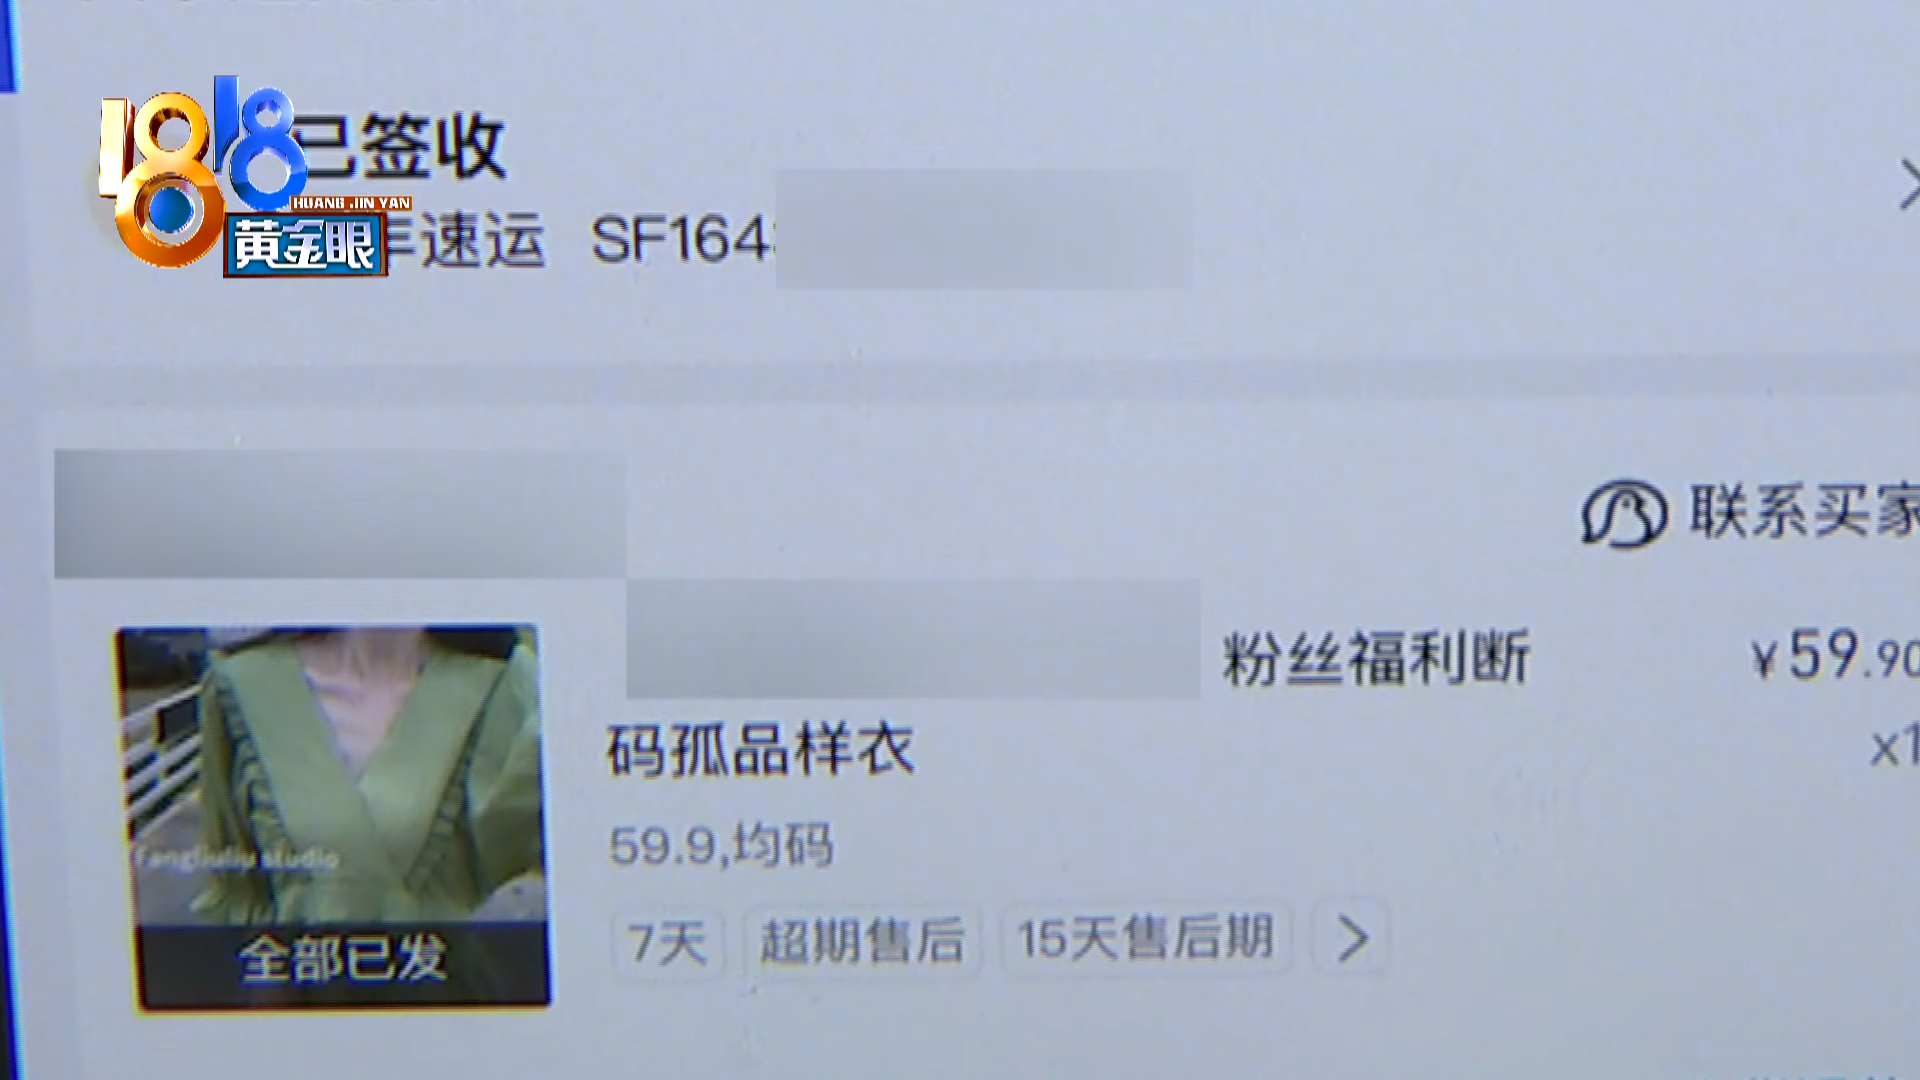 1818
HUANG JIN YAN
黄金眼
已签收
速运 SF164
联系买家
粉丝福利断
¥59.90
码孤品样衣
x1
59.9,均码
studio
7天 超期售后 15天售后期 >
全部已发